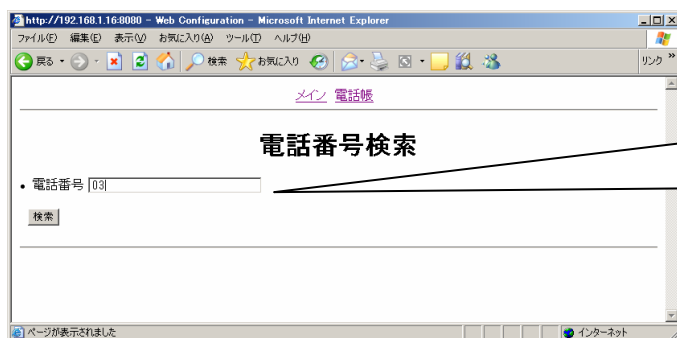 http://192.168.1.16:8080 - Web Configuration - Microsoft Internet Explorer
ファイル(F) 編集(E) 表示(V) お気に入り(A) ツール(T) ヘルプ(H)
戻る 検索 お気に入り リンク »
メイン 電話帳
電話番号検索
• 電話番号 03
検索
ページが表示されました インターネット